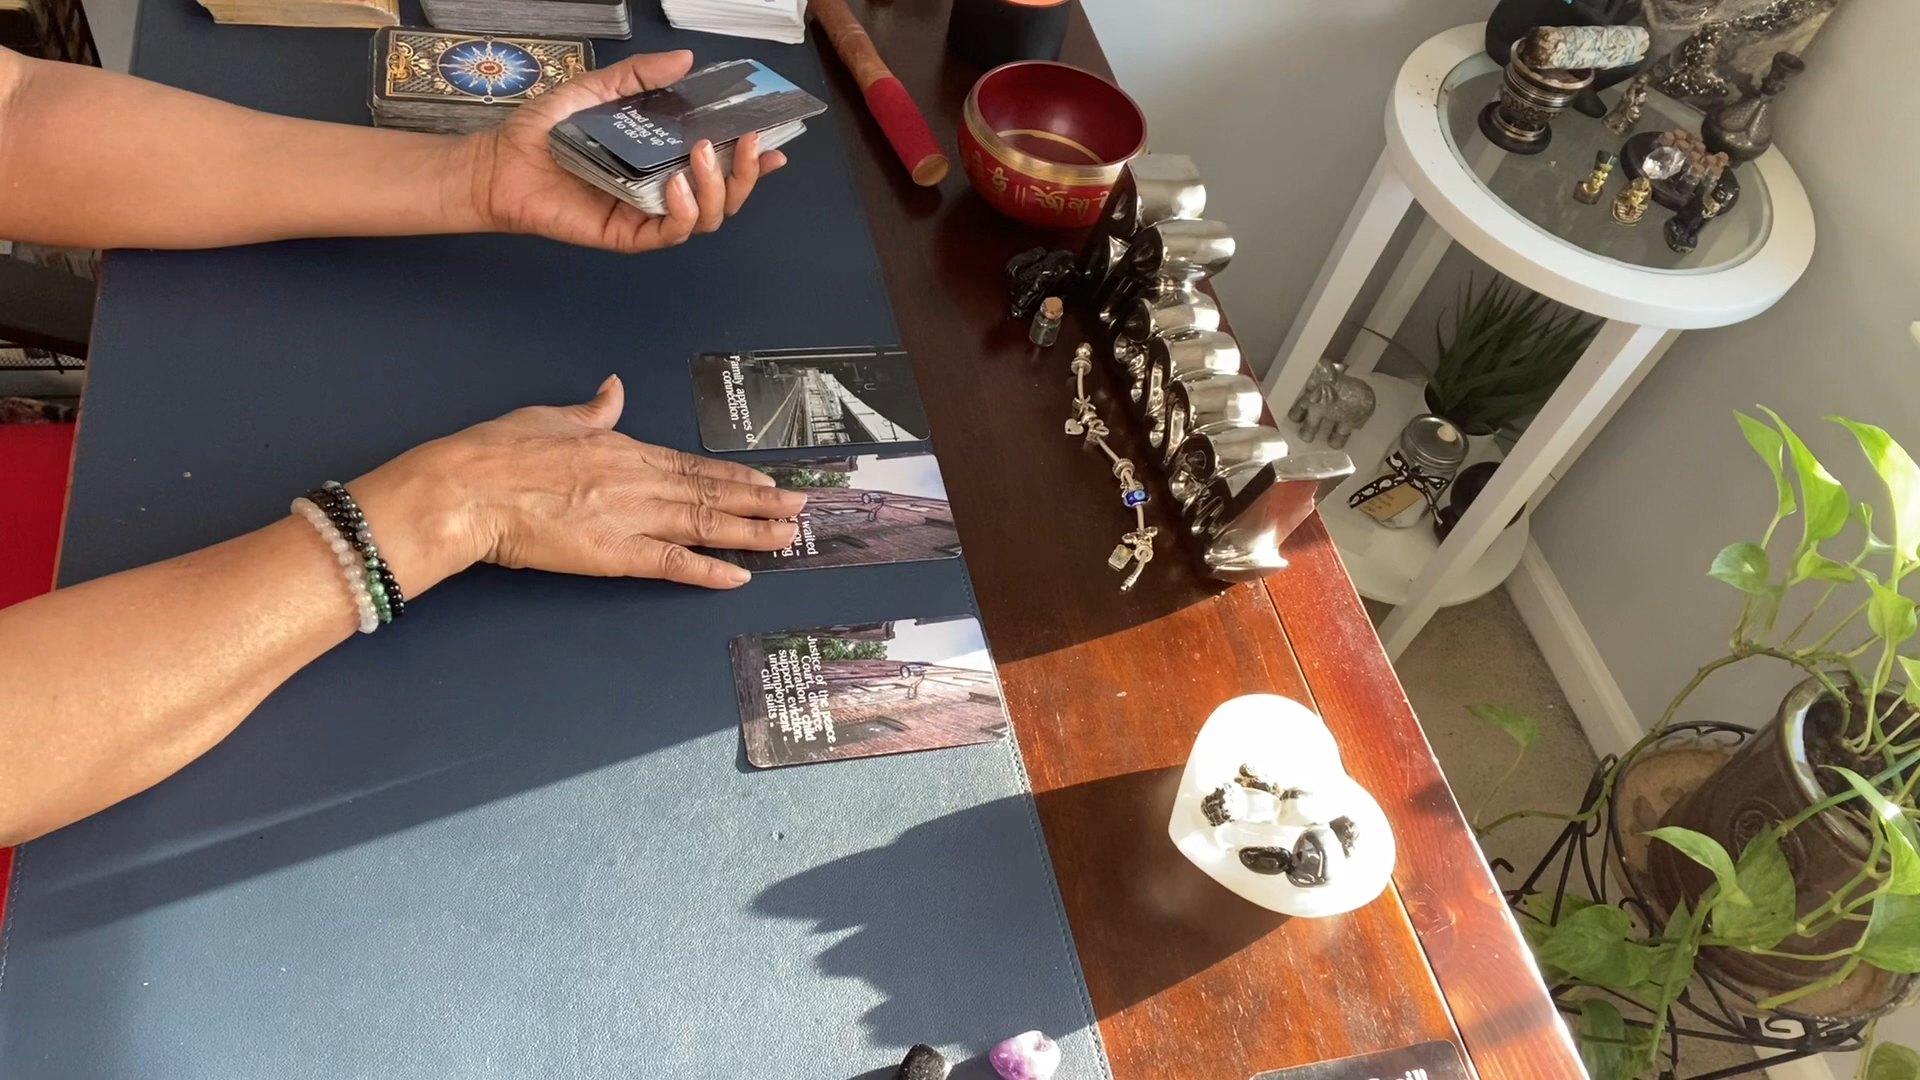 I had a lot of
growing up
to do -
Family approves of
connection -
I waited
Justice of the peace -
Court, divorce
separation, child
support, eviction,
unemployment -
civil suits -